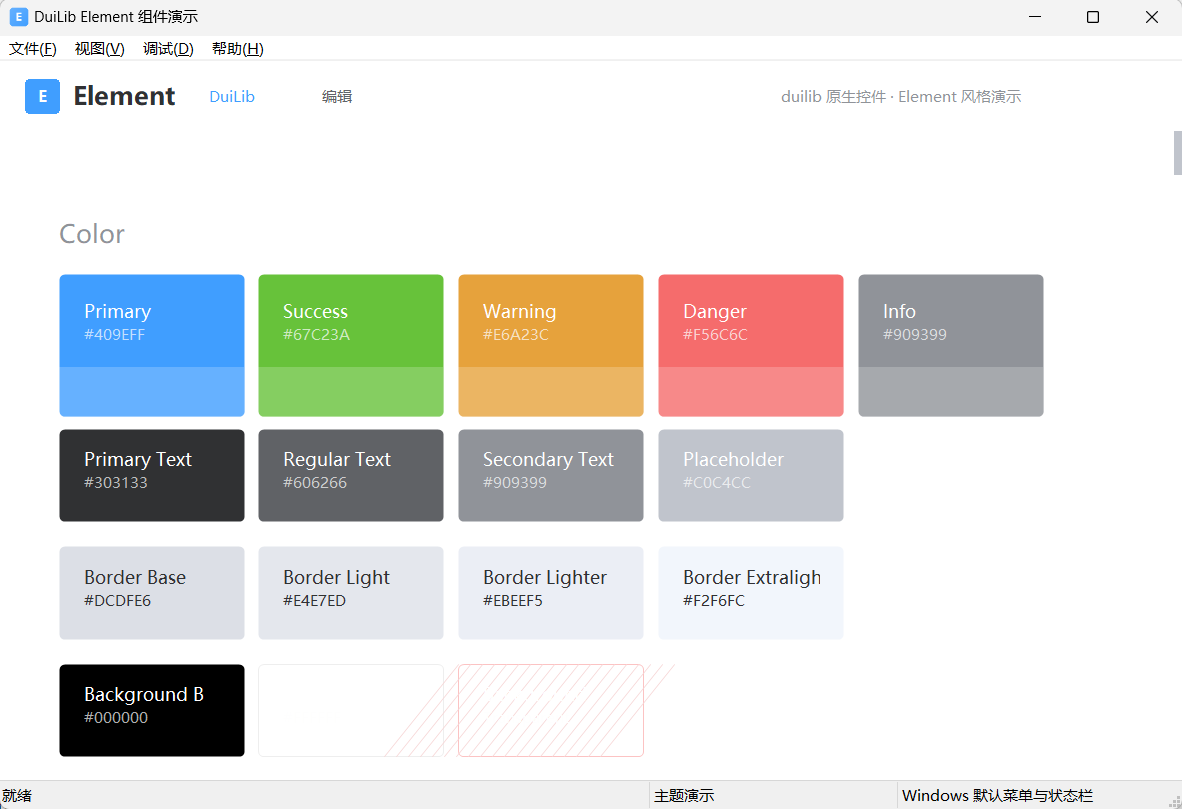 E DuiLib Element 组件演示
文件(F) 视图(V) 调试(D) 帮助(H)
E Element DuiLib 编辑 duilib 原生控件 · Element 风格演示
Color
Primary Success Warning Danger Info
#409EFF #67C23A #E6A23C #F56C6C #909399
Primary Text Regular Text Secondary Text Placeholder
#303133 #606266 #909399 #C0C4CC
Border Base Border Light Border Lighter Border Extraligh
#DCDFE6 #E4E7ED #EBEEF5 #F2F6FC
Background B
#000000
就绪 主题演示 Windows 默认菜单与状态栏